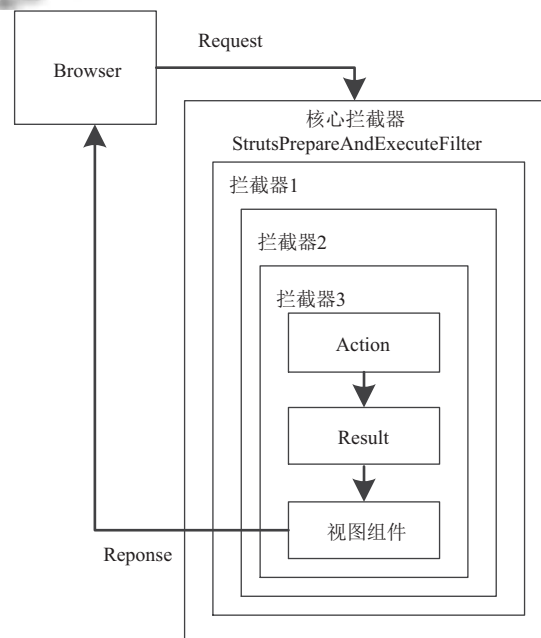 Request
Browser
核心拦截器
StrutsPrepareAndExecuteFilter
拦截器1
拦截器2
拦截器3
Action
Result
视图组件
Reponse